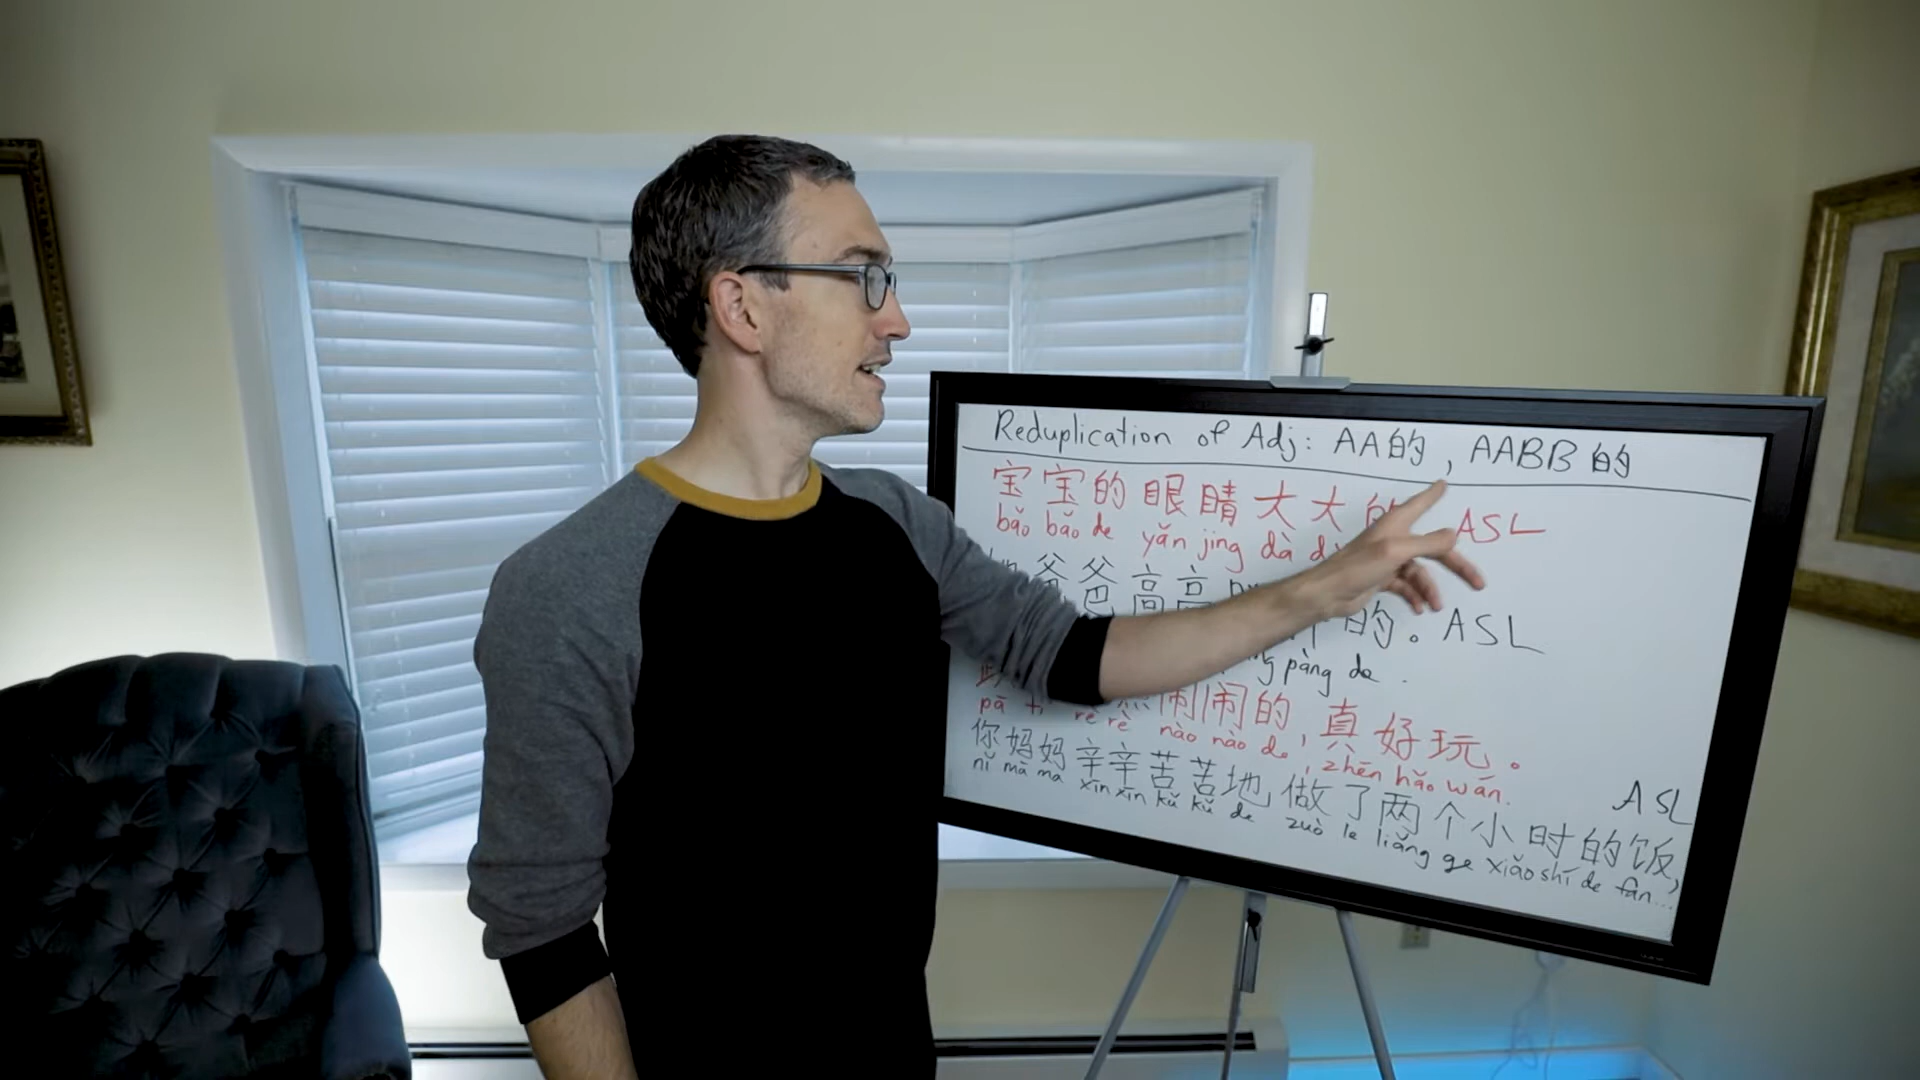 Reduplication of Adj: AA的, AABB的
宝宝的眼睛大大的 ASL
bǎo bǎo de yǎn jīng dà
爸爸高高 的。ASL
pàng de.
闹闹的,真好玩。
pā rè rè nào nào de, zhēn hǎo wán.
ASL
你妈妈辛辛苦苦地做了两个小时的饭,
nǐ mā ma xīn xīn kǔ kǔ de zuò le liǎng ge xiǎo shí de fàn...